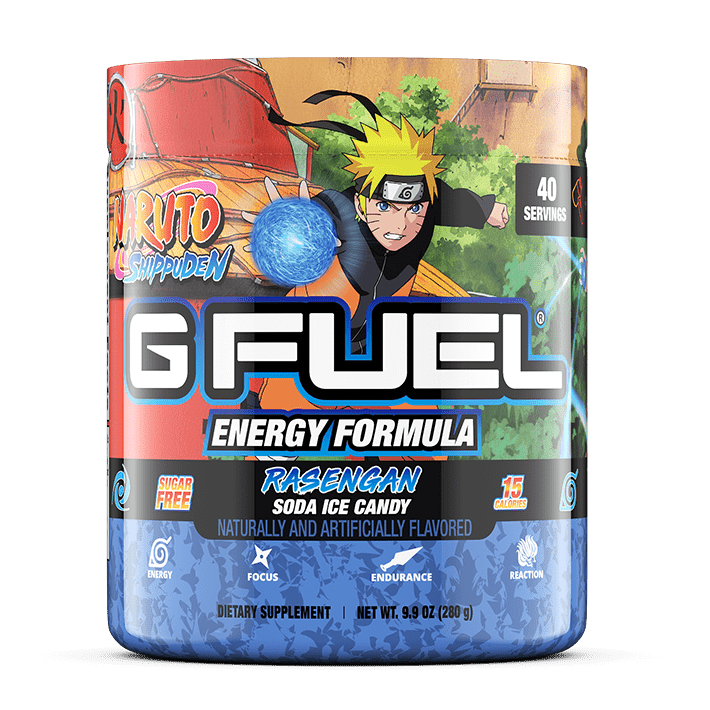 火
NARUTO
SHIPPUDEN
40
SERVINGS
G FUEL®
ENERGY FORMULA
RASENGAN
SODA ICE CANDY
NATURALLY AND ARTIFICIALLY FLAVORED
SUGAR
FREE
15
CALORIES
ENERGY
FOCUS
ENDURANCE
REACTION
DIETARY SUPPLEMENT | NET WT. 9.9 OZ (280 g)